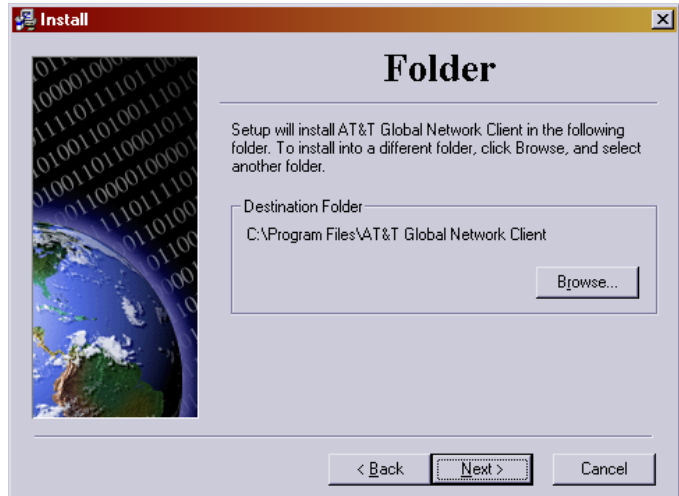 Install
Folder
Setup will install AT&T Global Network Client in the following
folder. To install into a different folder, click Browse, and select
another folder.
Destination Folder
C:\Program Files\AT&T Global Network Client
Browse...
< Back
Next >
Cancel